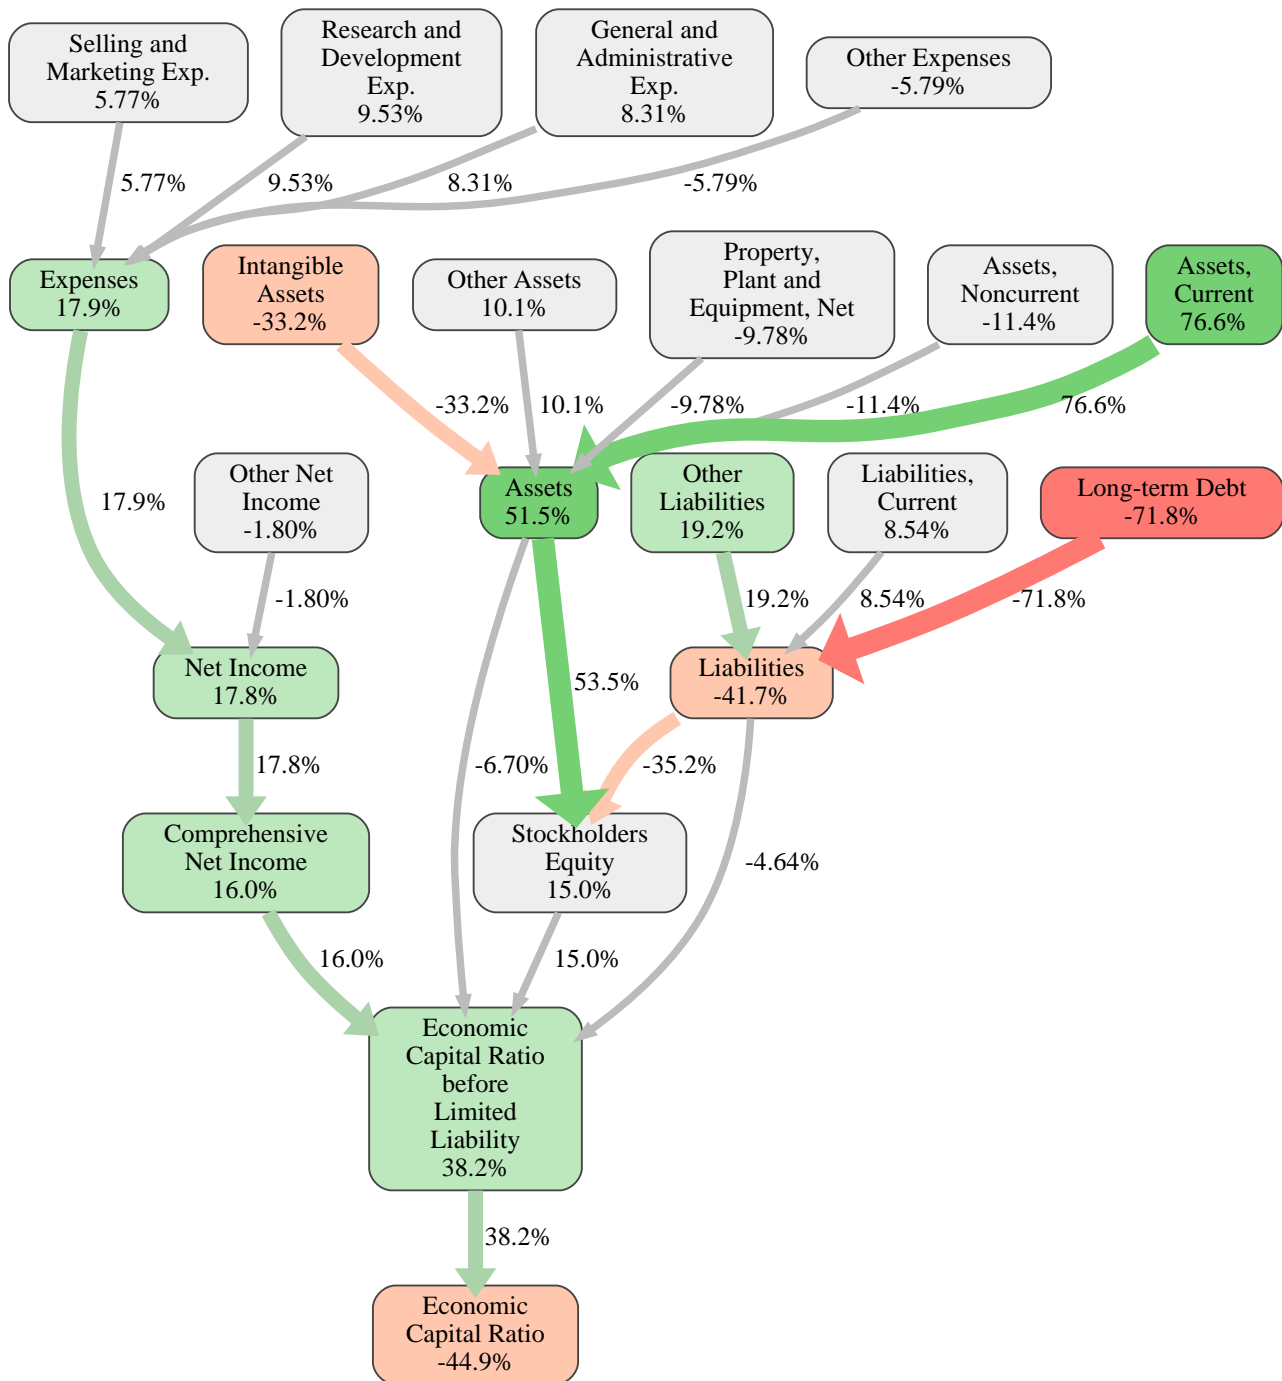 Selling and
Marketing Exp.
5.77%
Research and
Development
Exp.
9.53%
General and
Administrative
Exp.
8.31%
Other Expenses
-5.79%
5.77%
9.53%
8.31%
-5.79%
Expenses
17.9%
Intangible
Assets
-33.2%
Other Assets
10.1%
Property,
Plant and
Equipment, Net
-9.78%
Assets,
Noncurrent
-11.4%
Assets,
Current
76.6%
-33.2%
10.1%
-9.78%
-11.4%
76.6%
17.9%
Other Net
Income
-1.80%
Assets
51.5%
Other
Liabilities
19.2%
Liabilities,
Current
8.54%
Long-term Debt
-71.8%
-1.80%
19.2%
8.54%
-71.8%
Net Income
17.8%
53.5%
Liabilities
-41.7%
17.8%
-6.70%
-35.2%
Comprehensive
Net Income
16.0%
Stockholders
Equity
15.0%
-4.64%
16.0%
15.0%
Economic
Capital Ratio
before
Limited
Liability
38.2%
38.2%
Economic
Capital Ratio
-44.9%